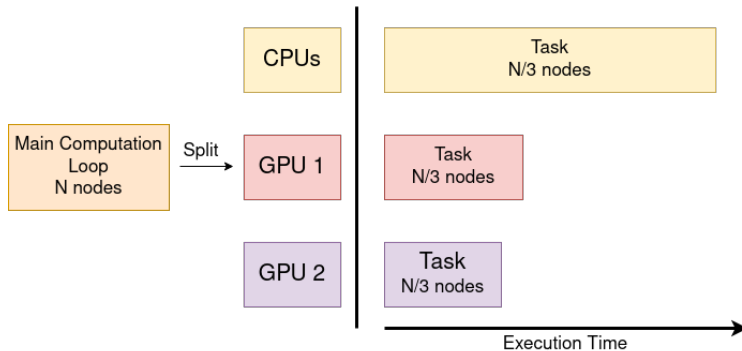 CPUs
Task
N/3 nodes
Main Computation
Loop
N nodes
Split
GPU 1
Task
N/3 nodes
GPU 2
Task
N/3 nodes
Execution Time